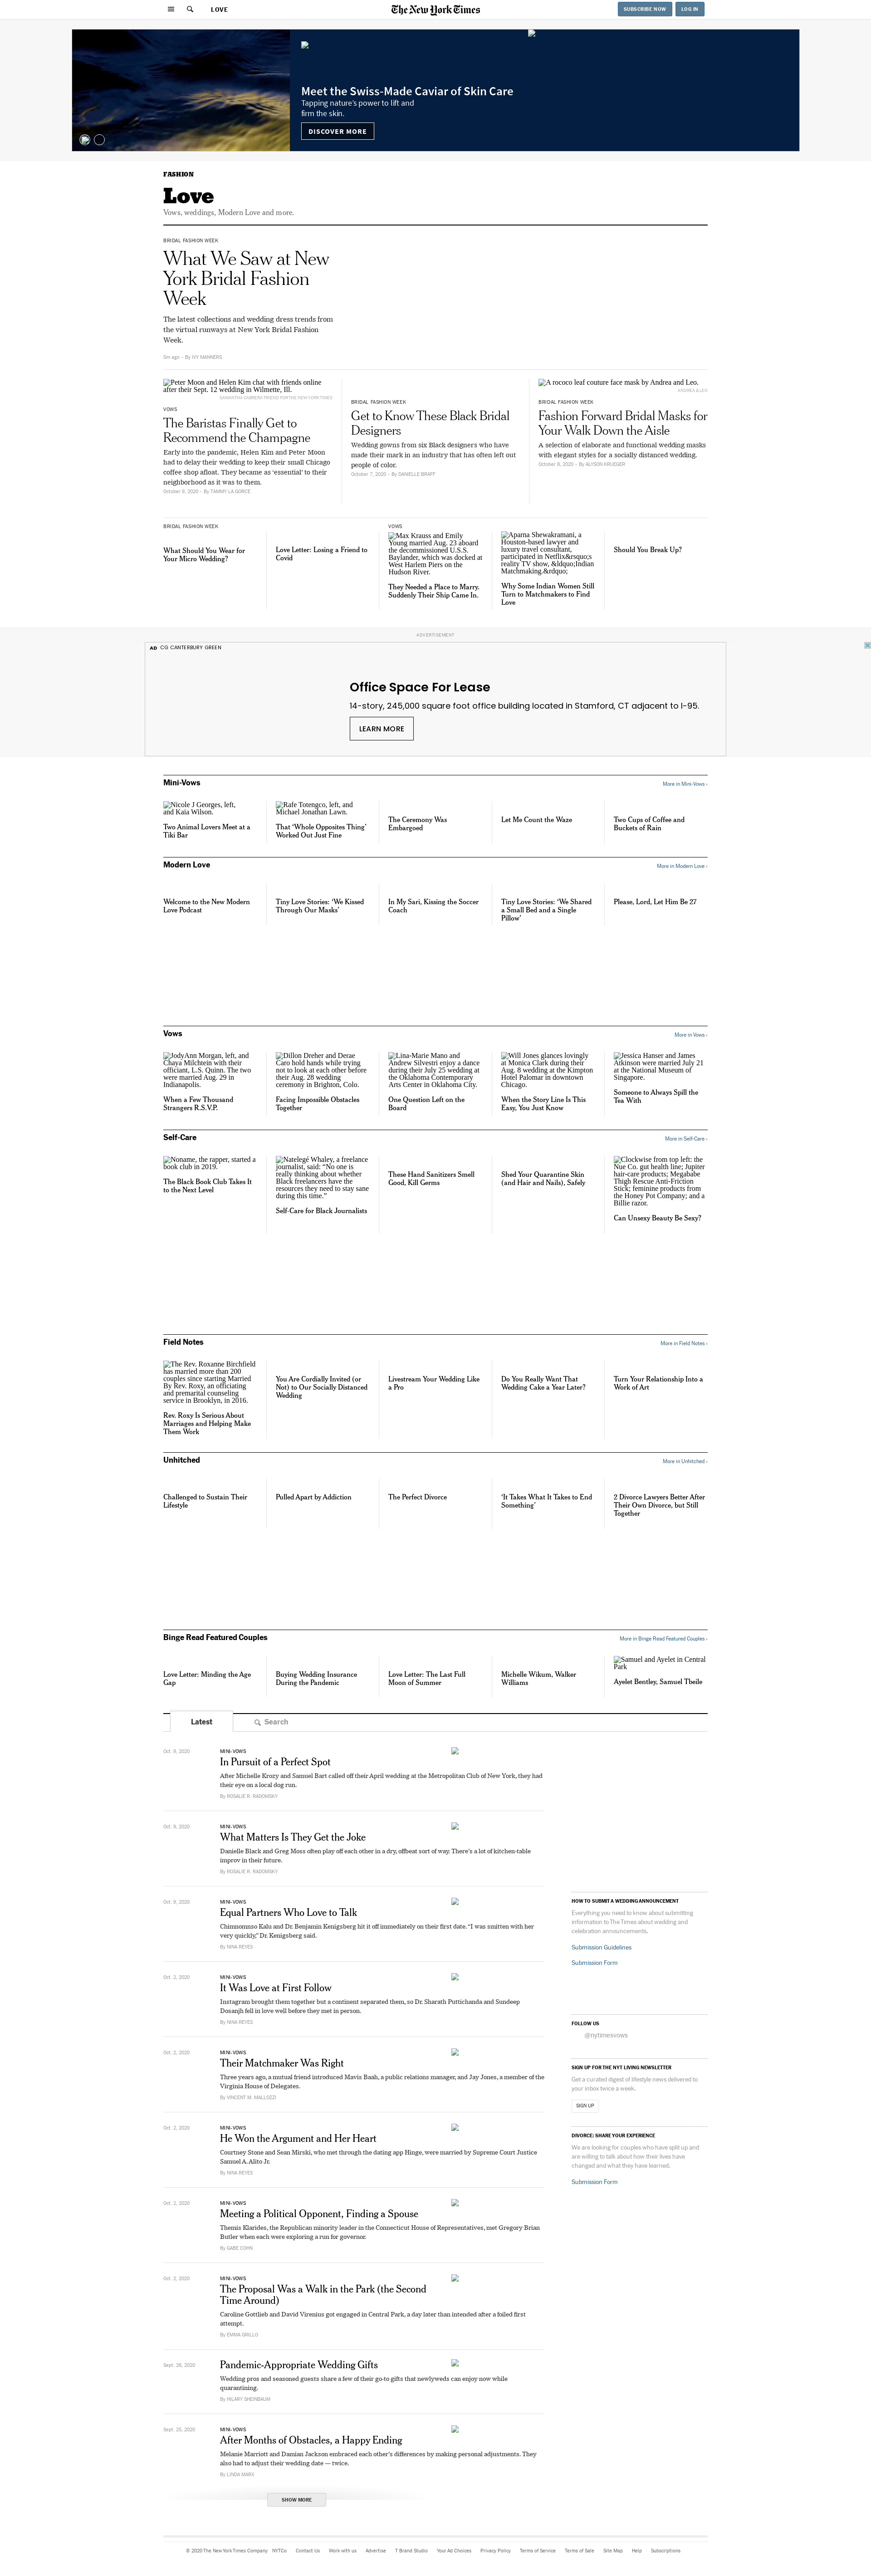 LOVE
The New York Times
SUBSCRIBE NOW
LOG IN
Meet the Swiss-Made Caviar of Skin Care
Tapping nature's power to lift and
firm the skin.
DISCOVER MORE
FASHION
Love
Vows, weddings, Modern Love and more.
BRIDAL FASHION WEEK
What We Saw at New
York Bridal Fashion
Week
The latest collections and wedding dress trends from
the virtual runways at New York Bridal Fashion
Week.
5m ago - By IVY MANNERS
Peter Moon and Helen Kim chat with friends online
after their Sept. 12 wedding in Wilmette, Ill.
VOWS
The Baristas Finally Get to
Recommend the Champagne
Early into the pandemic, Helen Kim and Peter Moon
had to delay their wedding to keep their small Chicago
coffee shop afloat. They became as 'essential' to their
neighborhood as it was to them.
October 9, 2020 - By TAMMY LA GORCE
BRIDAL FASHION WEEK
Get to Know These Black Bridal
Designers
Wedding gowns from six Black designers who have
made their mark in an industry that has often left out
people of color.
October 7, 2020 - By DANIELLE BRAFF
A rococo leaf couture face mask by Andrea and Leo.
ANDREA & LEO
BRIDAL FASHION WEEK
Fashion Forward Bridal Masks for
Your Walk Down the Aisle
A selection of elaborate and functional wedding masks
with elegant styles for a socially distanced wedding.
October 8, 2020 - By ALYSON KRUEGER
BRIDAL FASHION WEEK
What Should You Wear for
Your Micro Wedding?
Love Letter: Losing a Friend to
Covid
VOWS
Max Krauss and Emily
Young married Aug. 23 aboard
the decommissioned U.S.S.
Baylander, which was docked at
West Harlem Piers on the
Hudson River.
They Needed a Place to Marry.
Suddenly Their Ship Came In.
Aparna Shewakramani, a
Houston-based lawyer and
luxury travel consultant,
participated in Netflix&rsquo;s
reality TV show, &ldquo;Indian
Matchmaking.&rdquo;
Why Some Indian Women Still
Turn to Matchmakers to Find
Love
Should You Break Up?
ADVERTISEMENT
AD CG CANTERBURY GREEN
Office Space For Lease
14-story, 245,000 square foot office building located in Stamford, CT adjacent to I-95.
LEARN MORE
Mini-Vows
More in Mini-Vows ›
Nicole J Georges, left,
and Kaia Wilson.
Two Animal Lovers Meet at a
Tiki Bar
Rafe Totengco, left, and
Michael Jonathan Lawn.
That 'Whole Opposites Thing'
Worked Out Just Fine
The Ceremony Was
Embargoed
Let Me Count the Waze
Two Cups of Coffee and
Buckets of Rain
Modern Love
More in Modern Love ›
Welcome to the New Modern
Love Podcast
Tiny Love Stories: 'We Kissed
Through Our Masks'
In My Sari, Kissing the Soccer
Coach
Tiny Love Stories: 'We Shared
a Small Bed and a Single
Pillow'
Please, Lord, Let Him Be 27
Vows
More in Vows ›
JodyAnn Morgan, left, and
Chaya Milchtein with their
officiant, L.S. Quinn. The two
were married Aug. 29 in
Indianapolis.
When a Few Thousand
Strangers R.S.V.P.
Dillon Dreher and Derae
Caro hold hands while trying
not to look at each other before
their Aug. 28 wedding
ceremony in Brighton, Colo.
Facing Impossible Obstacles
Together
Lina-Marie Mano and
Andrew Silvestri enjoy a dance
during their July 25 wedding at
the Oklahoma Contemporary
Arts Center in Oklahoma City.
One Question Left on the
Board
Will Jones glances lovingly
at Monica Clark during their
Aug. 8 wedding at the Kimpton
Hotel Palomar in downtown
Chicago.
When the Story Line Is This
Easy, You Just Know
Jessica Hanser and James
Atkinson were married July 21
at the National Museum of
Singapore.
Someone to Always Spill the
Tea With
Self-Care
More in Self-Care ›
Noname, the rapper, started a
book club in 2019.
The Black Book Club Takes It
to the Next Level
Natelegé Whaley, a freelance
journalist, said: “No one is
really thinking about whether
Black freelancers have the
resources they need to stay sane
during this time.”
Self-Care for Black Journalists
These Hand Sanitizers Smell
Good, Kill Germs
Shed Your Quarantine Skin
(and Hair and Nails), Safely
Clockwise from top left: the
Nue Co. gut health line; Jupiter
hair-care products; Megababe
Thigh Rescue Anti-Friction
Stick; feminine products from
the Honey Pot Company; and a
Billie razor.
Can Unsexy Beauty Be Sexy?
Field Notes
More in Field Notes ›
The Rev. Roxanne Birchfield
has married more than 200
couples since starting Married
By Rev. Roxy, an officiating
and premarital counseling
service in Brooklyn, in 2016.
Rev. Roxy Is Serious About
Marriages and Helping Make
Them Work
You Are Cordially Invited (or
Not) to Our Socially Distanced
Wedding
Livestream Your Wedding Like
a Pro
Do You Really Want That
Wedding Cake a Year Later?
Turn Your Relationship Into a
Work of Art
Unhitched
More in Unhitched ›
Challenged to Sustain Their
Lifestyle
Pulled Apart by Addiction
The Perfect Divorce
'It Takes What It Takes to End
Something'
2 Divorce Lawyers Better After
Their Own Divorce, but Still
Together
Binge Read Featured Couples
More in Binge Read Featured Couples ›
Love Letter: Minding the Age
Gap
Buying Wedding Insurance
During the Pandemic
Love Letter: The Last Full
Moon of Summer
Michelle Wikum, Walker
Williams
Samuel and Ayelet in Central
Park
Ayelet Bentley, Samuel Tbeile
Latest
Search
Oct. 9, 2020
MINI-VOWS
In Pursuit of a Perfect Spot
After Michelle Krozy and Samuel Bart called off their April wedding at the Metropolitan Club of New York, they had
their eye on a local dog run.
By ROSALIE R. RADOMSKY
Oct. 9, 2020
MINI-VOWS
What Matters Is They Get the Joke
Danielle Black and Greg Moss often play off each other in a dry, offbeat sort of way. There's a lot of kitchen-table
improv in their future.
By ROSALIE R. RADOMSKY
Oct. 9, 2020
MINI-VOWS
Equal Partners Who Love to Talk
Chimnomnso Kalu and Dr. Benjamin Kenigsberg hit it off immediately on their first date. “I was smitten with her
very quickly,” Dr. Kenigsberg said.
By NINA REYES
Oct. 2, 2020
MINI-VOWS
It Was Love at First Follow
Instagram brought them together but a continent separated them, so Dr. Sharath Puttichanda and Sundeep
Dosanjh fell in love well before they met in person.
By NINA REYES
Oct. 2, 2020
MINI-VOWS
Their Matchmaker Was Right
Three years ago, a mutual friend introduced Mavis Baah, a public relations manager, and Jay Jones, a member of the
Virginia House of Delegates.
By VINCENT M. MALLOZZI
Oct. 2, 2020
MINI-VOWS
He Won the Argument and Her Heart
Courtney Stone and Sean Mirski, who met through the dating app Hinge, were married by Supreme Court Justice
Samuel A. Alito Jr.
By NINA REYES
Oct. 2, 2020
MINI-VOWS
Meeting a Political Opponent, Finding a Spouse
Themis Klarides, the Republican minority leader in the Connecticut House of Representatives, met Gregory Brian
Butler when each were exploring a run for governor.
By GABE COHN
Oct. 2, 2020
MINI-VOWS
The Proposal Was a Walk in the Park (the Second
Time Around)
Caroline Gottlieb and David Virenius got engaged in Central Park, a day later than intended after a foiled first
attempt.
By EMMA GRILLO
Sept. 26, 2020
Pandemic-Appropriate Wedding Gifts
Wedding pros and seasoned guests share a few of their go-to gifts that newlyweds can enjoy now while
quarantining.
By HILARY SHEINBAUM
Sept. 25, 2020
MINI-VOWS
After Months of Obstacles, a Happy Ending
Melanie Marriott and Damian Jackson embraced each other's differences by making personal adjustments. They
also had to adjust their wedding date — twice.
By LINDA MARX
SHOW MORE
HOW TO SUBMIT A WEDDING ANNOUNCEMENT
Everything you need to know about submitting
information to The Times about wedding and
celebration announcements.
Submission Guidelines
Submission Form
FOLLOW US
@nytimesvows
SIGN UP FOR THE NYT LIVING NEWSLETTER
Get a curated digest of lifestyle news delivered to
your inbox twice a week.
SIGN UP
DIVORCE: SHARE YOUR EXPERIENCE
We are looking for couples who have split up and
are willing to talk about how their lives have
changed and what they have learned.
Submission Form
© 2020 The New York Times Company NYTCo Contact Us Work with us Advertise T Brand Studio Your Ad Choices Privacy Policy Terms of Service Terms of Sale Site Map Help Subscriptions